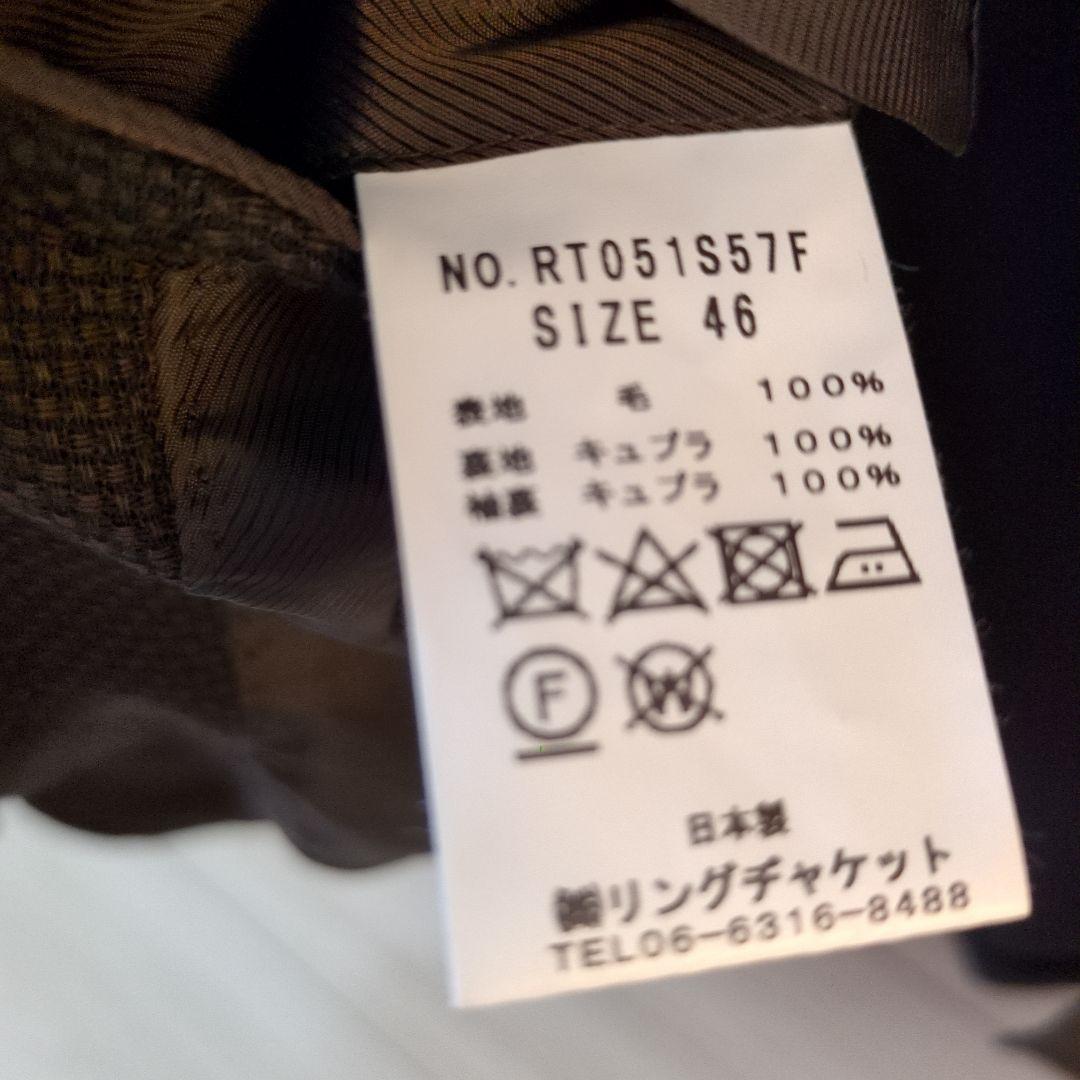 NO. RT051S57F
SIZE 46
表地 毛 100%
裏地 キュプラ 100%
袖裏 キュプラ 100%
F
W
日本製
㈱リングヂャケット
TEL06-6316-8488